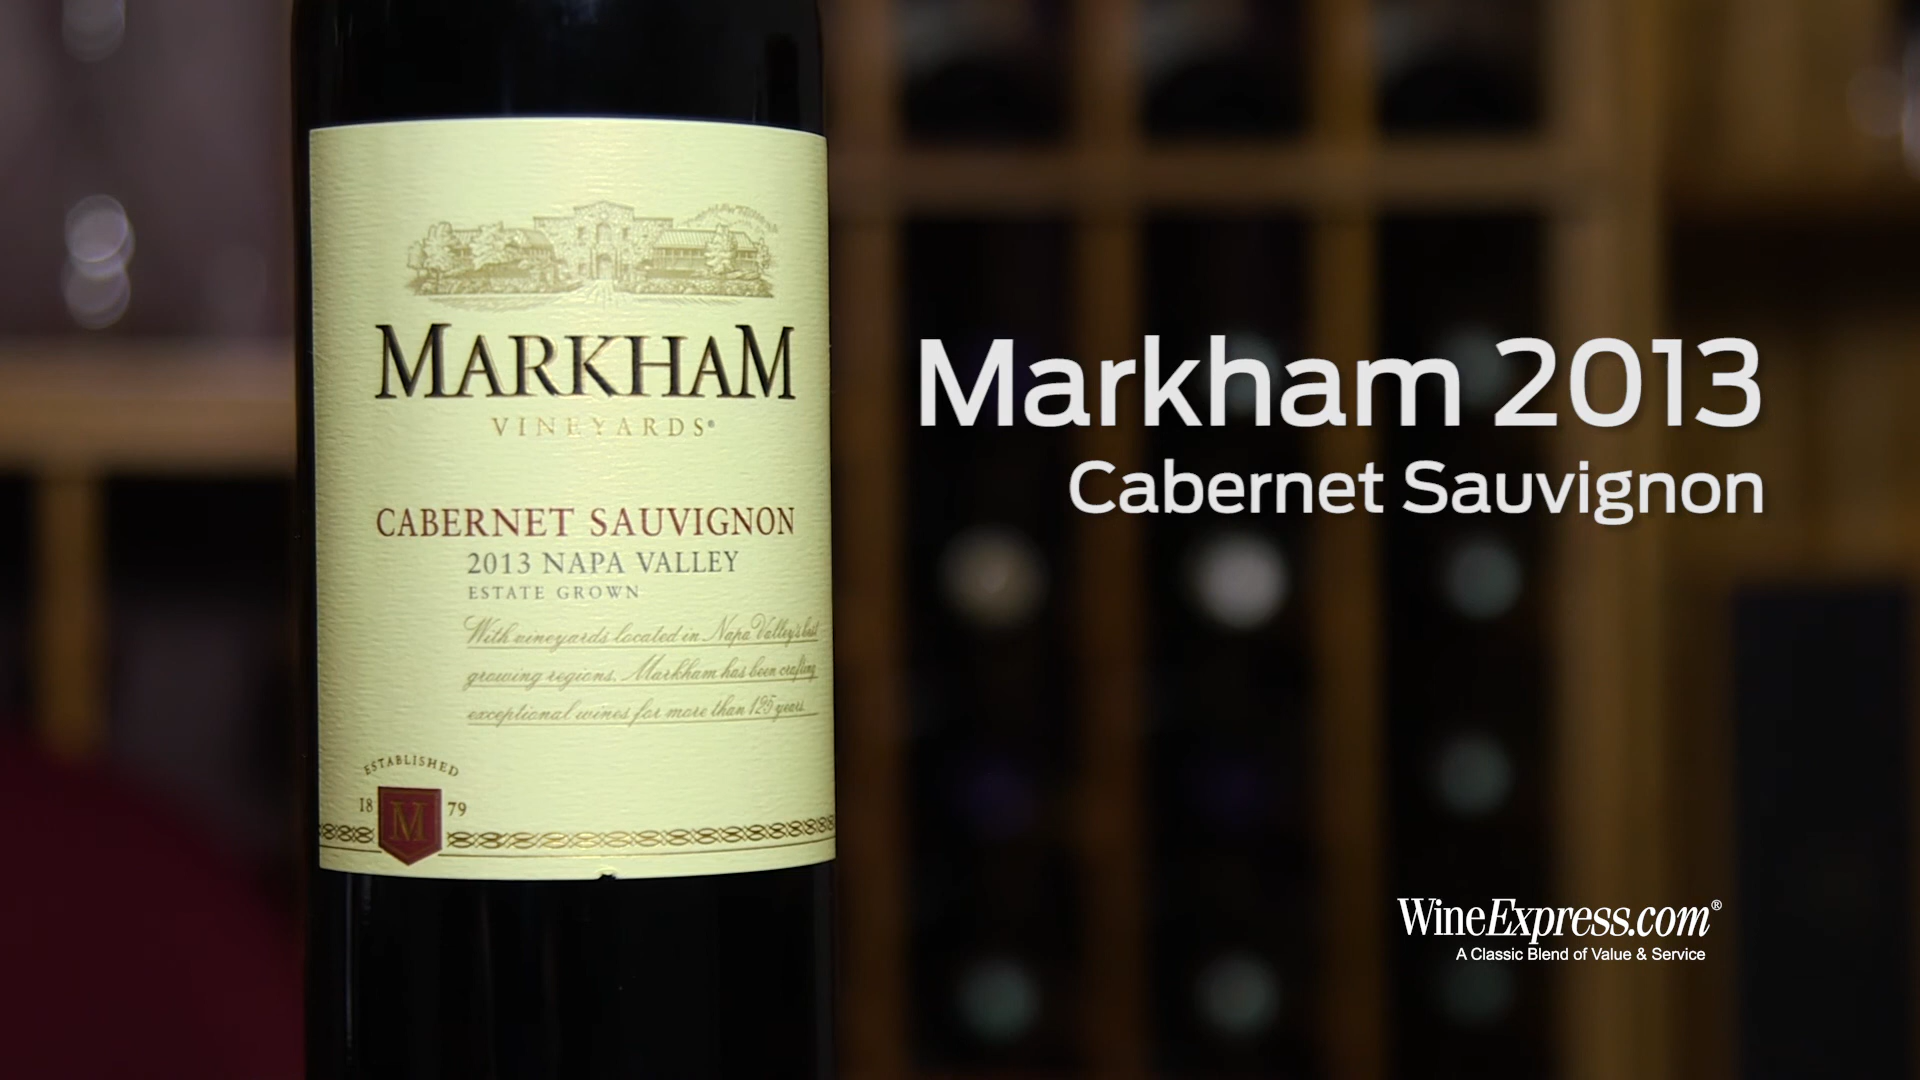 MARKHAM
VINEYARDS®
CABERNET SAUVIGNON
2013 NAPA VALLEY
ESTATE GROWN
With vineyards located in Napa Valley's best
growing regions, Markham has been crafting
exceptional wines for more than 125 years.
ESTABLISHED
18 M 79
Markham 2013
Cabernet Sauvignon
WineExpress.com®
A Classic Blend of Value & Service